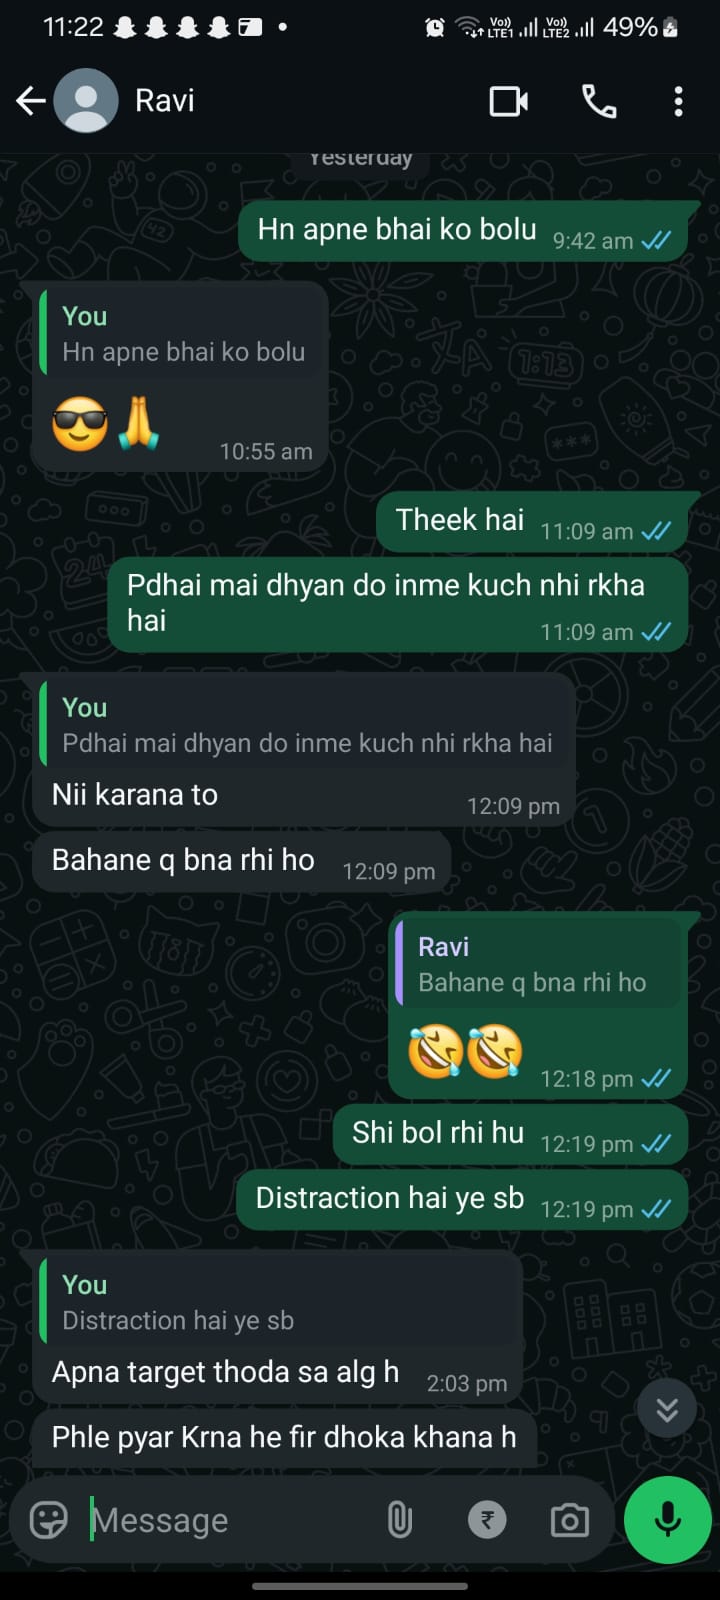 11:22
Vo)) LTE1 Vo)) LTE2 49%
Ravi
Yesterday
Hn apne bhai ko bolu 9:42 am
You
Hn apne bhai ko bolu
😎🙏 10:55 am
Theek hai 11:09 am
Pdhai mai dhyan do inme kuch nhi rkha
hai 11:09 am
You
Pdhai mai dhyan do inme kuch nhi rkha hai
Nii karana to 12:09 pm
Bahane q bna rhi ho 12:09 pm
Ravi
Bahane q bna rhi ho
🤣🤣 12:18 pm
Shi bol rhi hu 12:19 pm
Distraction hai ye sb 12:19 pm
You
Distraction hai ye sb
Apna target thoda sa alg h 2:03 pm
Phle pyar Krna he fir dhoka khana h
Message ₹